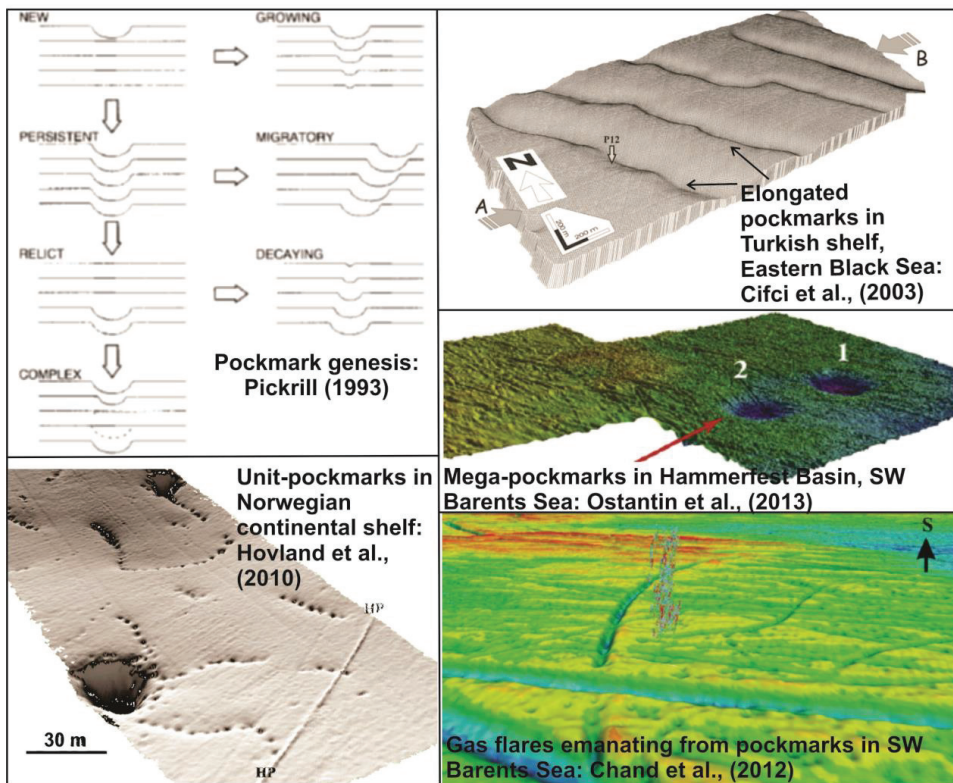 NEW
GROWING
PERSISTENT
MIGRATORY
RELICT
DECAYING
COMPLEX
Pockmark genesis:
Pickrill (1993)
B
P12
N
A
200 m
200 m
Elongated
pockmarks in
Turkish shelf,
Eastern Black Sea:
Cifci et al., (2003)
1
2
Mega-pockmarks in Hammerfest Basin, SW
Barents Sea: Ostantin et al., (2013)
Unit-pockmarks in
Norwegian
continental shelf:
Hovland et al.,
(2010)
HP
30 m
HP
S
Gas flares emanating from pockmarks in SW
Barents Sea: Chand et al., (2012)